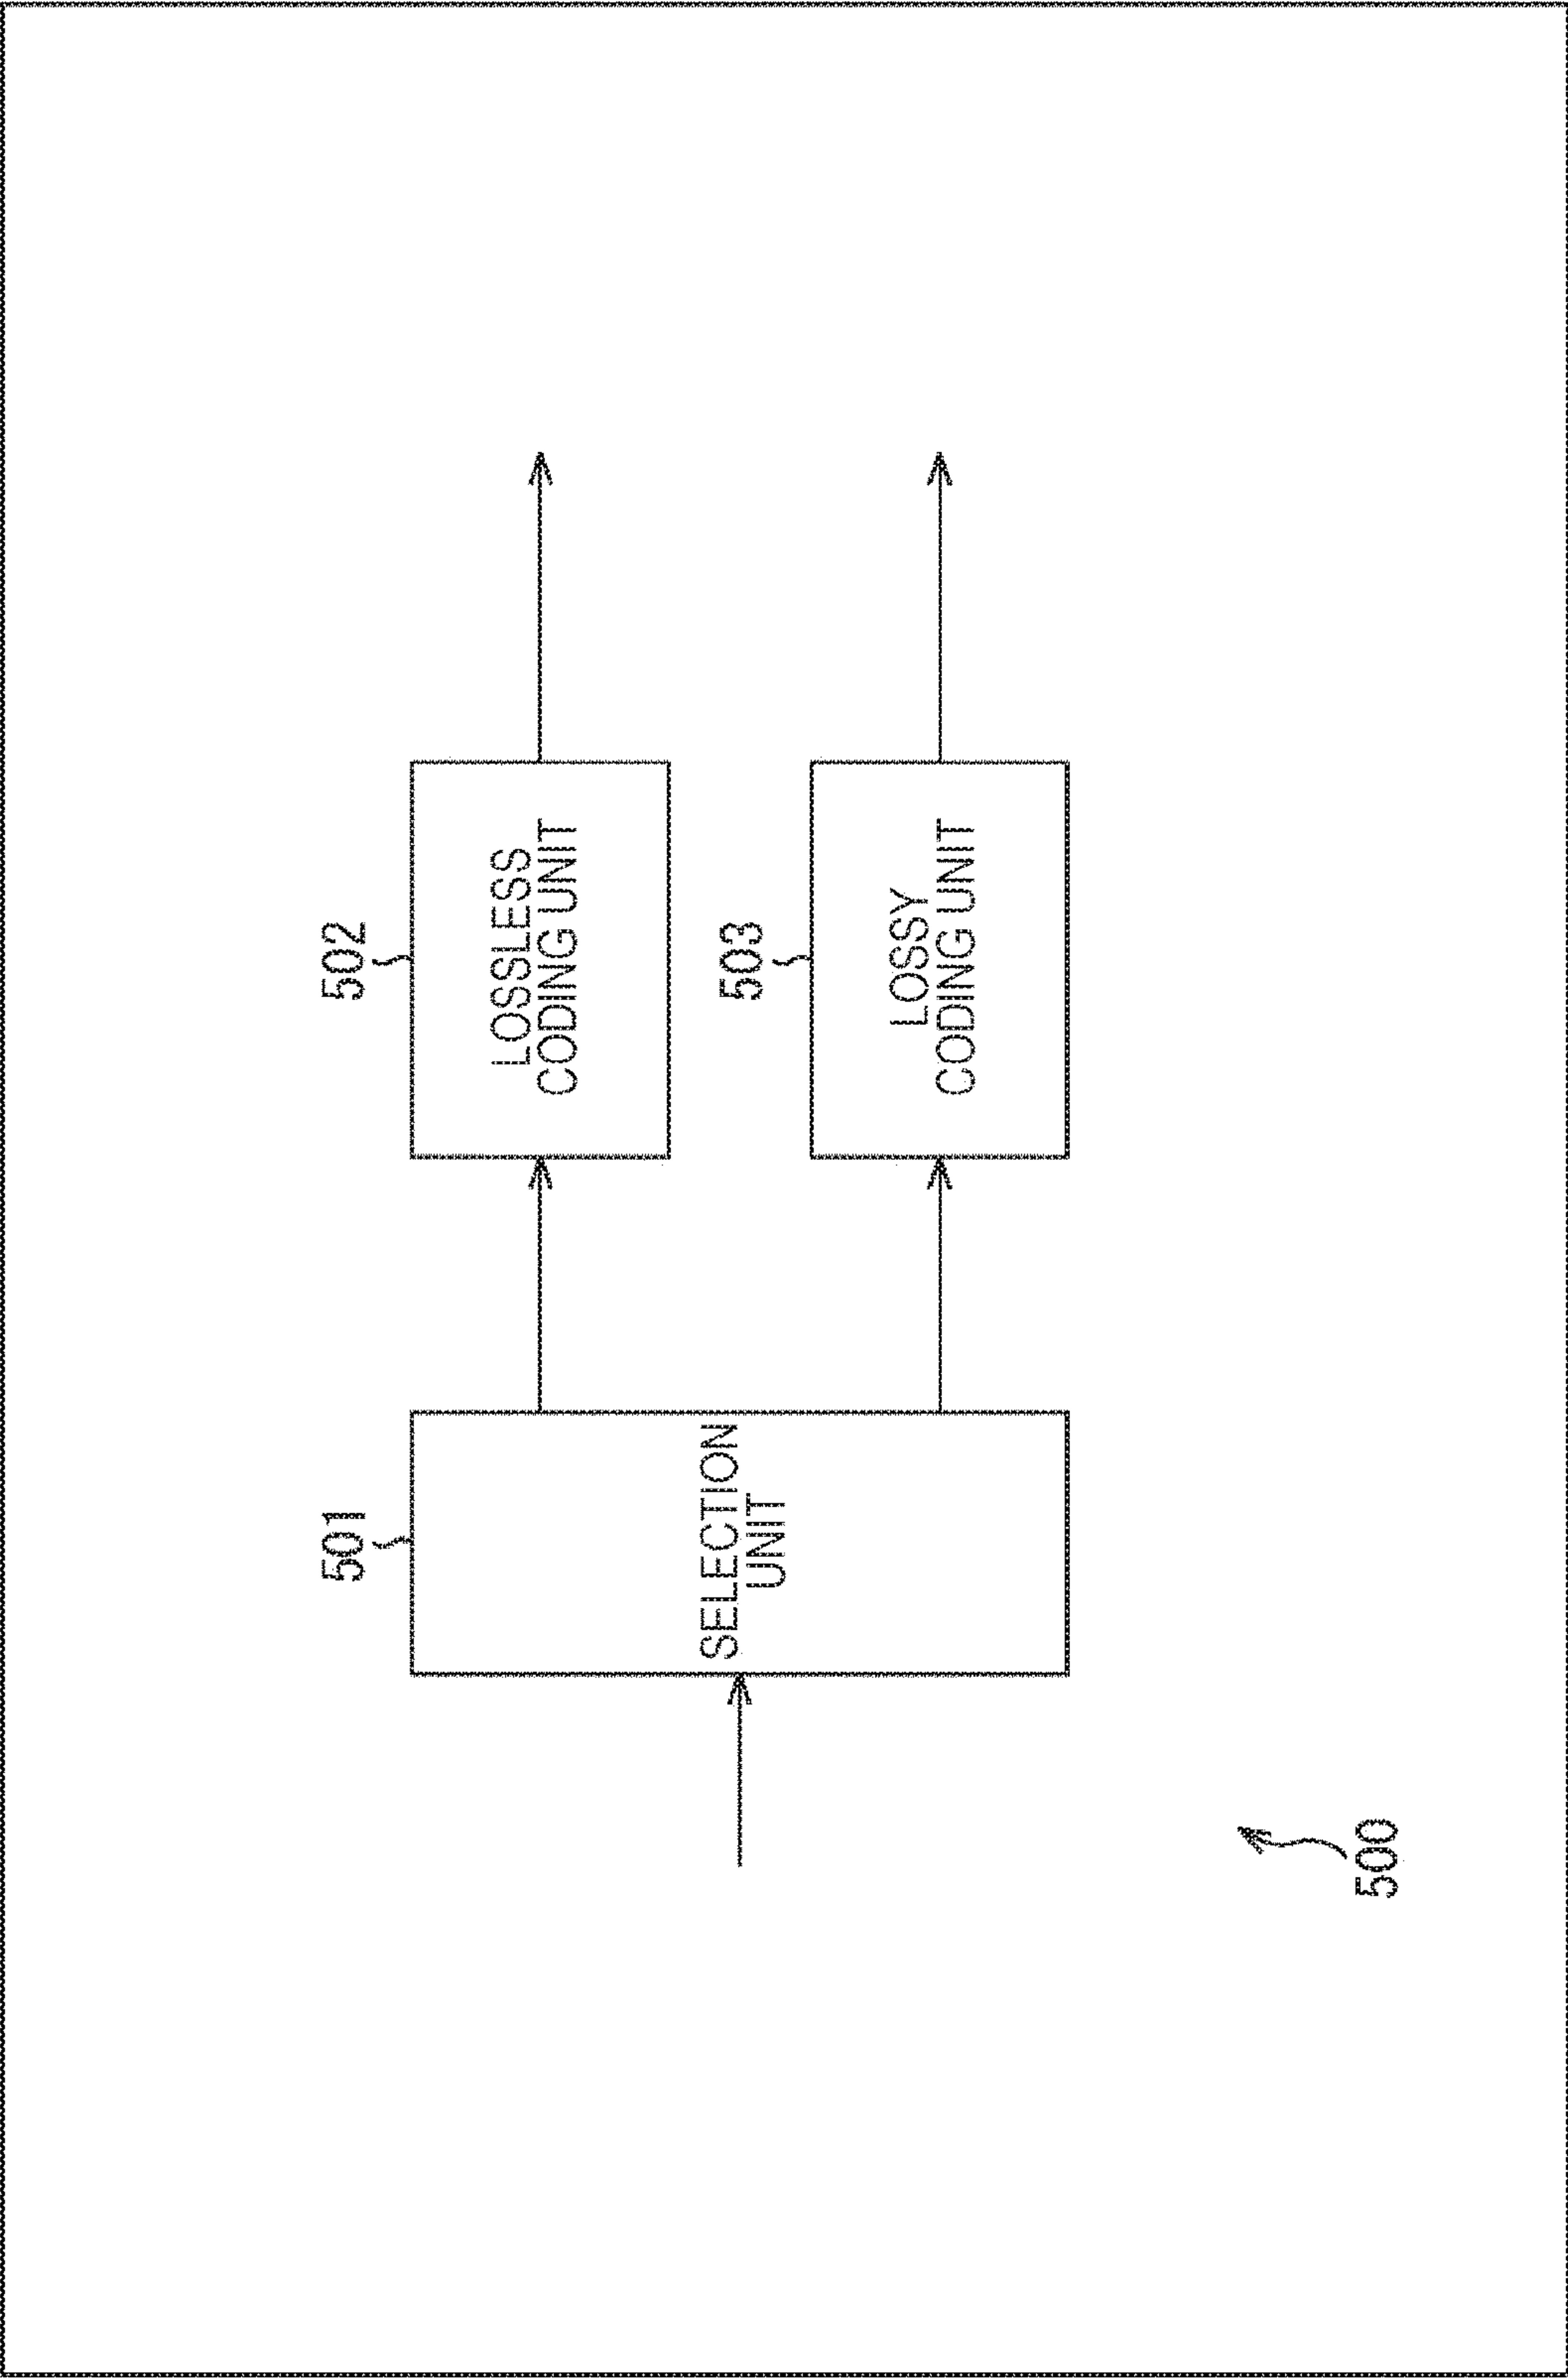 501
SELECTION
UNIT
502
LOSSLESS
CODING UNIT
503
LOSSY
CODING UNIT
500